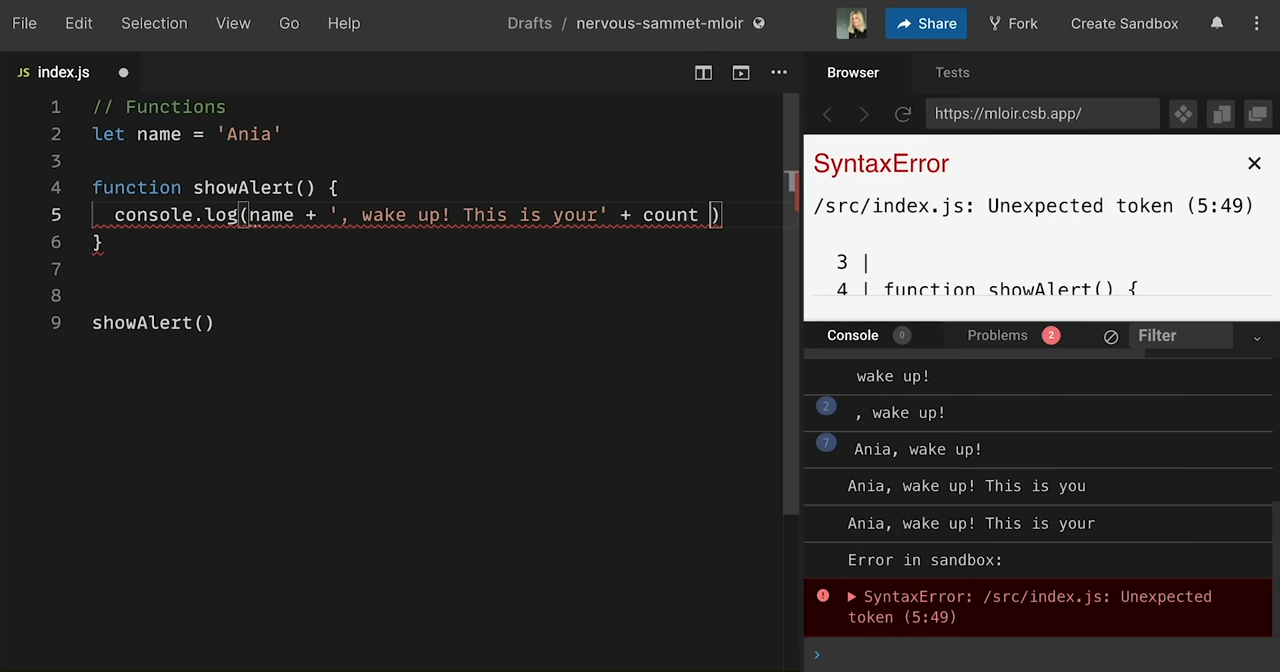 File Edit Selection View Go Help Drafts / nervous-sammet-mloir Share Fork Create Sandbox
JS index.js
Browser Tests
https://mloir.csb.app/
1 // Functions
2 let name = 'Ania'
3
4 function showAlert() {
5 console.log(name + ', wake up! This is your' + count )
6 }
7
8
9 showAlert()
SyntaxError
/src/index.js: Unexpected token (5:49)
3 |
4 | function showAlert() {
Console 0 Problems 2 Filter
wake up!
2 , wake up!
7 Ania, wake up!
Ania, wake up! This is you
Ania, wake up! This is your
Error in sandbox:
SyntaxError: /src/index.js: Unexpected
token (5:49)